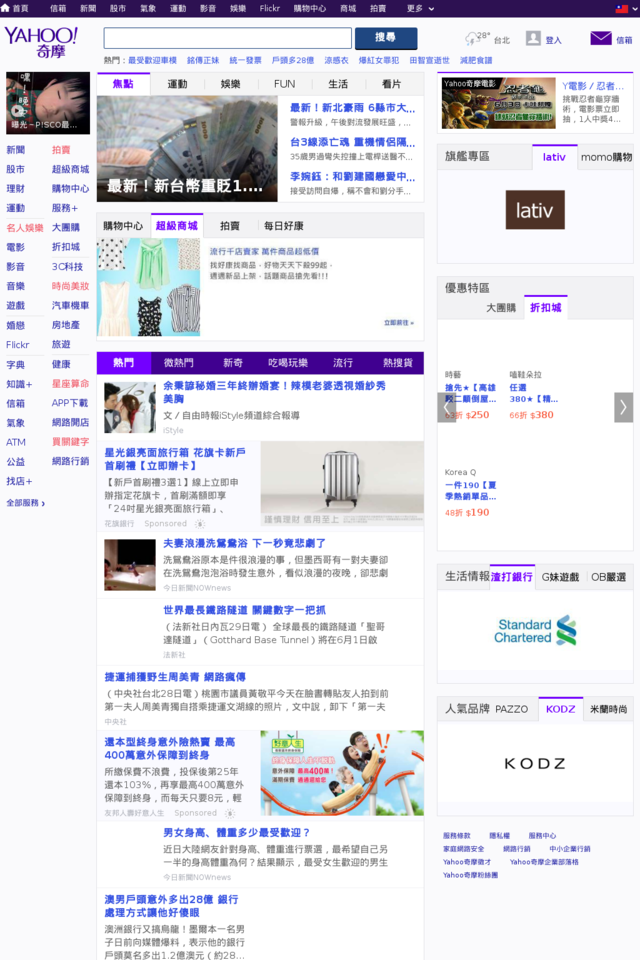 首頁 信箱 新聞 股市 氣象 運動 影音 娛樂 Flickr 購物中心 商城 拍賣 更多
YAHOO!
奇摩
搜尋
28° 台北
登入
信箱
熱門：最受歡迎車模 銘傳正妹 統一發票 戶頭多28億 涼感衣 爆紅女罪犯 田智宣逝世 減肥食譜
曝光～P!SCO最...
新聞 拍賣
股市 超級商城
理財 購物中心
運動 服務+
名人娛樂 大團購
電影 折扣城
影音 3C科技
音樂 時尚美妝
遊戲 汽車機車
婚戀 房地產
Flickr 旅遊
字典 健康
知識+ 星座算命
信箱 APP下載
氣象 網路開店
ATM 買關鍵字
公益 網路行銷
找店+
全部服務 ›
焦點 運動 娛樂 FUN 生活 看片
最新！新台幣重貶1....
最新！新北豪雨 6縣市大...
警報升級，午後對流發展旺盛，...
台3線添亡魂 重機情侶隔...
35歲男過彎失控撞上電桿送醫不...
李婉鈺：和劉建國戀愛中...
接受訪問自爆，稱不會和劉分手...
購物中心 超級商城 拍賣 每日好康
流行千店賣家 萬件商品超低價
找好康找商品，好物天天下殺99起，
週週新品上架，話題商品搶先看!!!
立即前往 »
熱門 微熱門 新奇 吃喝玩樂 流行 熱搜貨
余秉諺秘婚三年終辦婚宴！辣模老婆透視婚紗秀
美胸
文／自由時報iStyle頻道綜合報導
iStyle
星光銀亮面旅行箱 花旗卡新戶
首刷禮【立即辦卡】
【新戶首刷禮3選1】線上立即申
辦指定花旗卡，首刷滿額即享
「24吋星光銀亮面旅行箱」、
花旗銀行 Sponsored
謹慎理財 信用至上
夫妻浪漫洗鴛鴦浴 下一秒竟悲劇了
洗鴛鴦浴原本是件很浪漫的事，但墨西哥有一對夫妻卻
在洗鴛鴦泡泡浴時發生意外，看似浪漫的夜晚，卻悲劇
今日新聞NOWnews
世界最長鐵路隧道 關鍵數字一把抓
（法新社日內瓦29日電） 全球最長的鐵路隧道「聖哥
達隧道」（Gotthard Base Tunnel）將在6月1日啟
法新社
捷運捕獲野生周美青 網路瘋傳
（中央社台北28日電）桃園市議員黃敬平今天在臉書轉貼友人拍到前
第一夫人周美青獨自搭乘捷運文湖線的照片，文中說，卸下「第一夫
中央社
還本型終身意外險熱賣 最高
400萬意外保障到終身
所繳保費不浪費，投保後第25年
還本103%，再享最高400萬意外
保障到終身，而每天只要8元，輕
友邦人壽好意人生 Sponsored
好意人生
男女身高、體重多少最受歡迎？
近日大陸網友針對身高、體重進行票選，最希望自己另
一半的身高體重為何？結果顯示，最受女生歡迎的男生
今日新聞NOWnews
澳男戶頭意外多出28億 銀行
處理方式讓他好傻眼
澳洲銀行又搞烏龍！墨爾本一名男
子日前向媒體爆料，表示他的銀行
戶頭莫名多出1.2億澳元（約28...
Yahoo奇摩電影
Y電影 / 忍者...
挑戰忍者龜穿牆
術，電影票立即
抽，1人中獎4...
旗艦專區 lativ momo購物
lativ
優惠特區
大團購 折扣城
時藝 嗑鞋朵拉
搶先★【高雄 任選
二顧倒屋... 380★【精...
$250 66折 $380
Korea Q
一件190【夏
季熱銷單品...
48折 $190
生活情報 渣打銀行 G妹遊戲 OB嚴選
Standard
Chartered
人氣品牌 PAZZO KODZ 米蘭時尚
KODZ
服務條款 隱私權 服務中心
家庭網路安全 網路行銷 中小企業行銷
Yahoo奇摩徵才 Yahoo奇摩企業部落格
Yahoo奇摩粉絲團